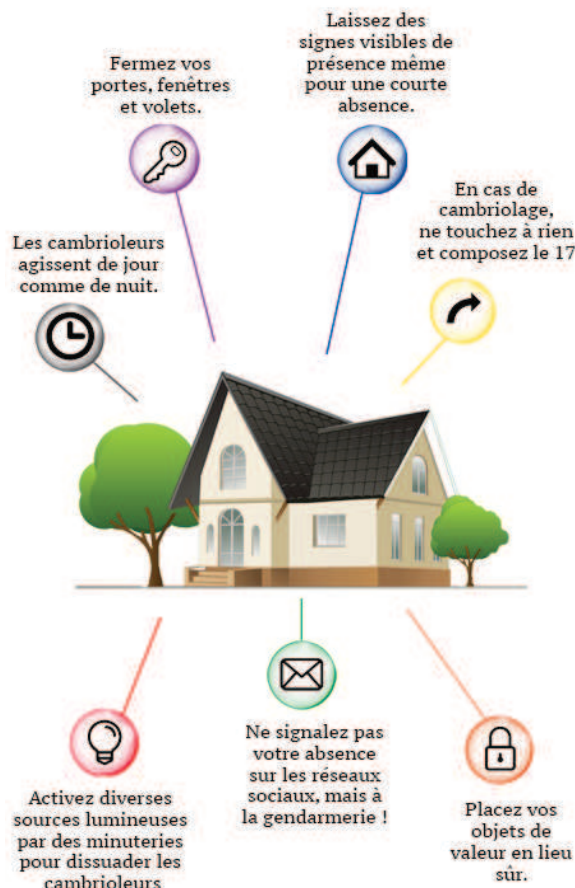 Laissez des
signes visibles de
présence même
pour une courte
absence.
Fermez vos
portes, fenêtres
et volets.
En cas de
cambriolage,
ne touchez à rien
et composez le 17
Les cambrioleurs
agissent de jour
comme de nuit.
Ne signalez pas
votre absence
sur les réseaux
sociaux, mais à
la gendarmerie !
Activez diverses
sources lumineuses
par des minuteries
pour dissuader les
cambrioleurs
Placez vos
objets de
valeur en lieu
sûr.